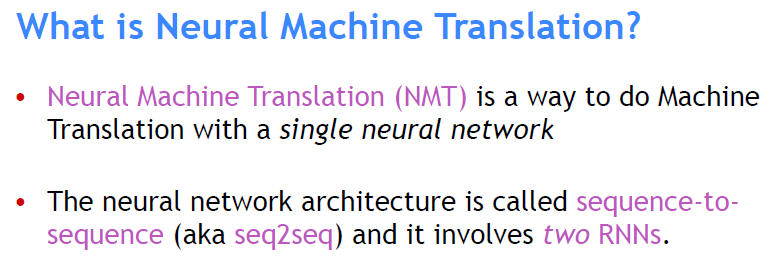 What is Neural Machine Translation?
• Neural Machine Translation (NMT) is a way to do Machine
Translation with a single neural network
• The neural network architecture is called sequence-to-
sequence (aka seq2seq) and it involves two RNNs.